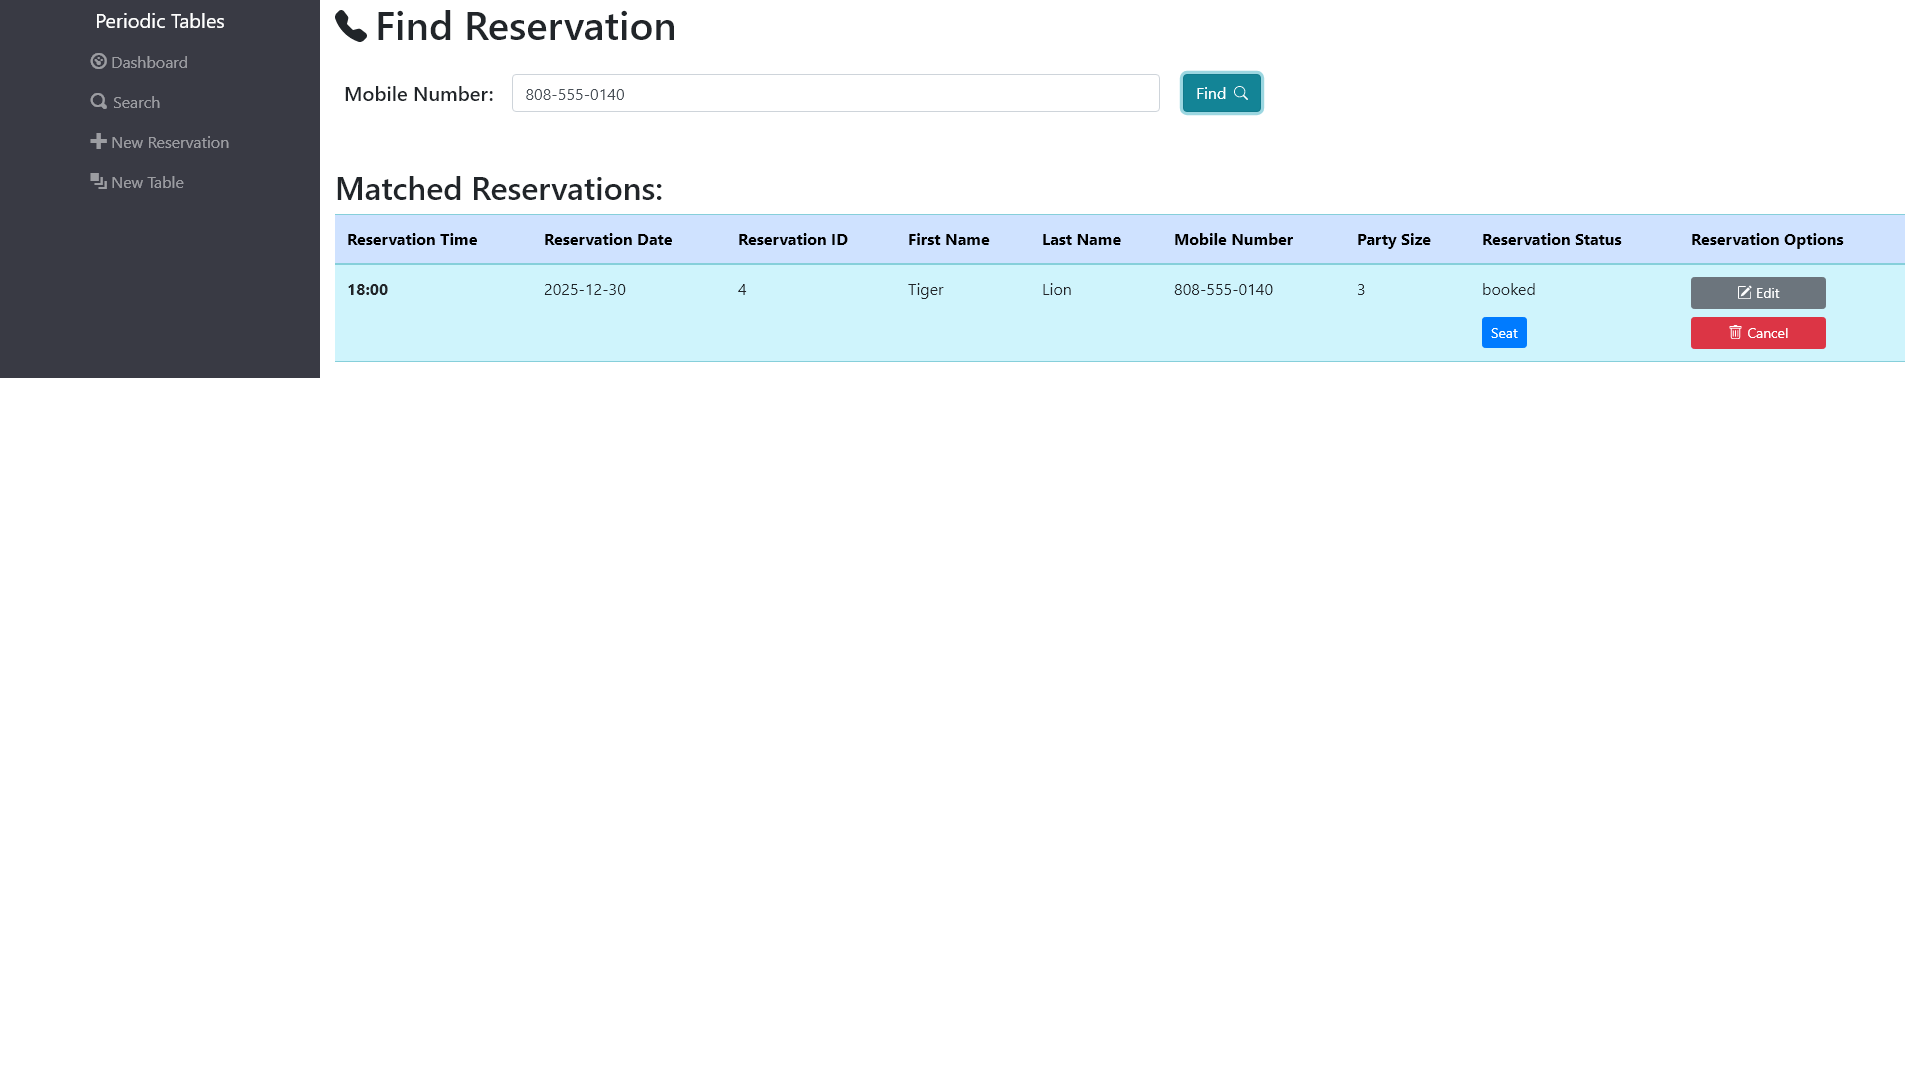 Periodic Tables
Dashboard
Search
New Reservation
New Table
Find Reservation
Mobile Number: 808-555-0140 Find
Matched Reservations:
Reservation Time Reservation Date Reservation ID First Name Last Name Mobile Number Party Size Reservation Status Reservation Options
18:00 2025-12-30 4 Tiger Lion 808-555-0140 3 booked Edit
Seat Cancel